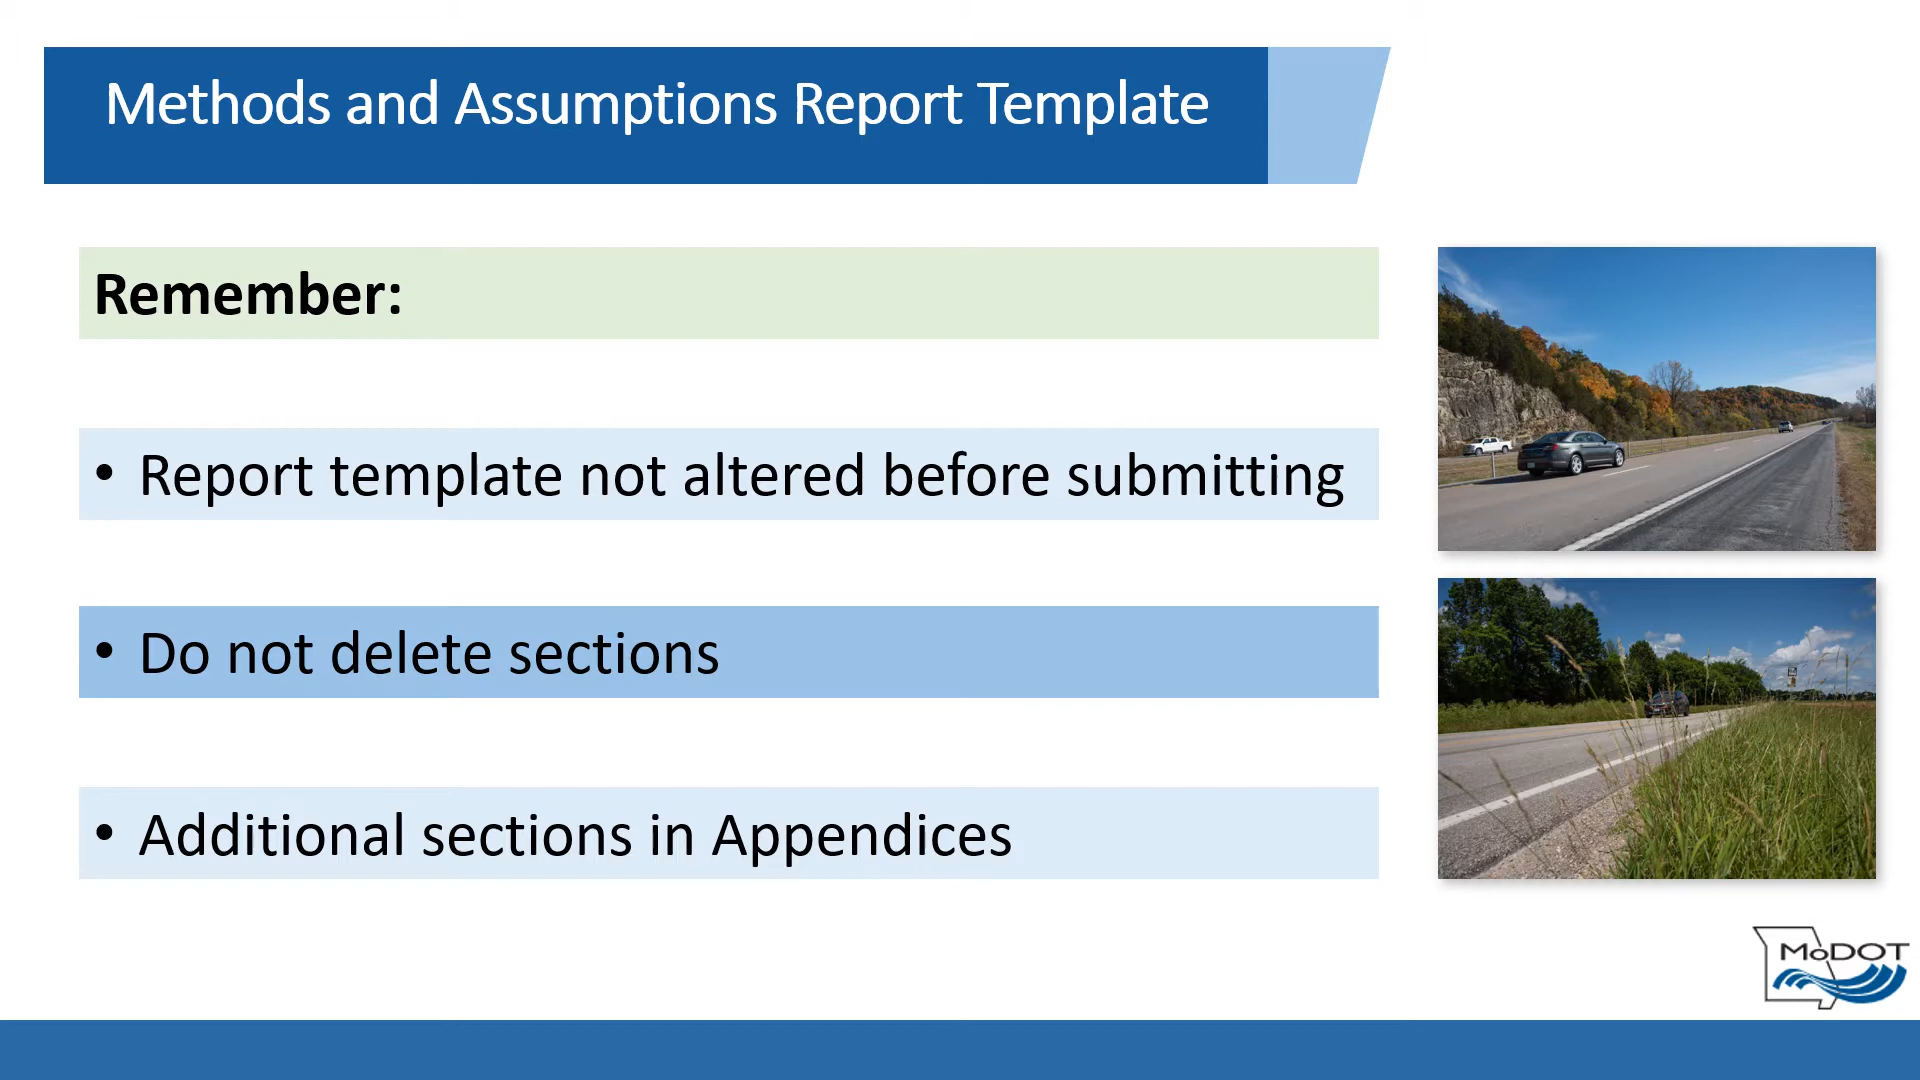 Methods and Assumptions Report Template
Remember:
• Report template not altered before submitting
• Do not delete sections
• Additional sections in Appendices
MoDOT